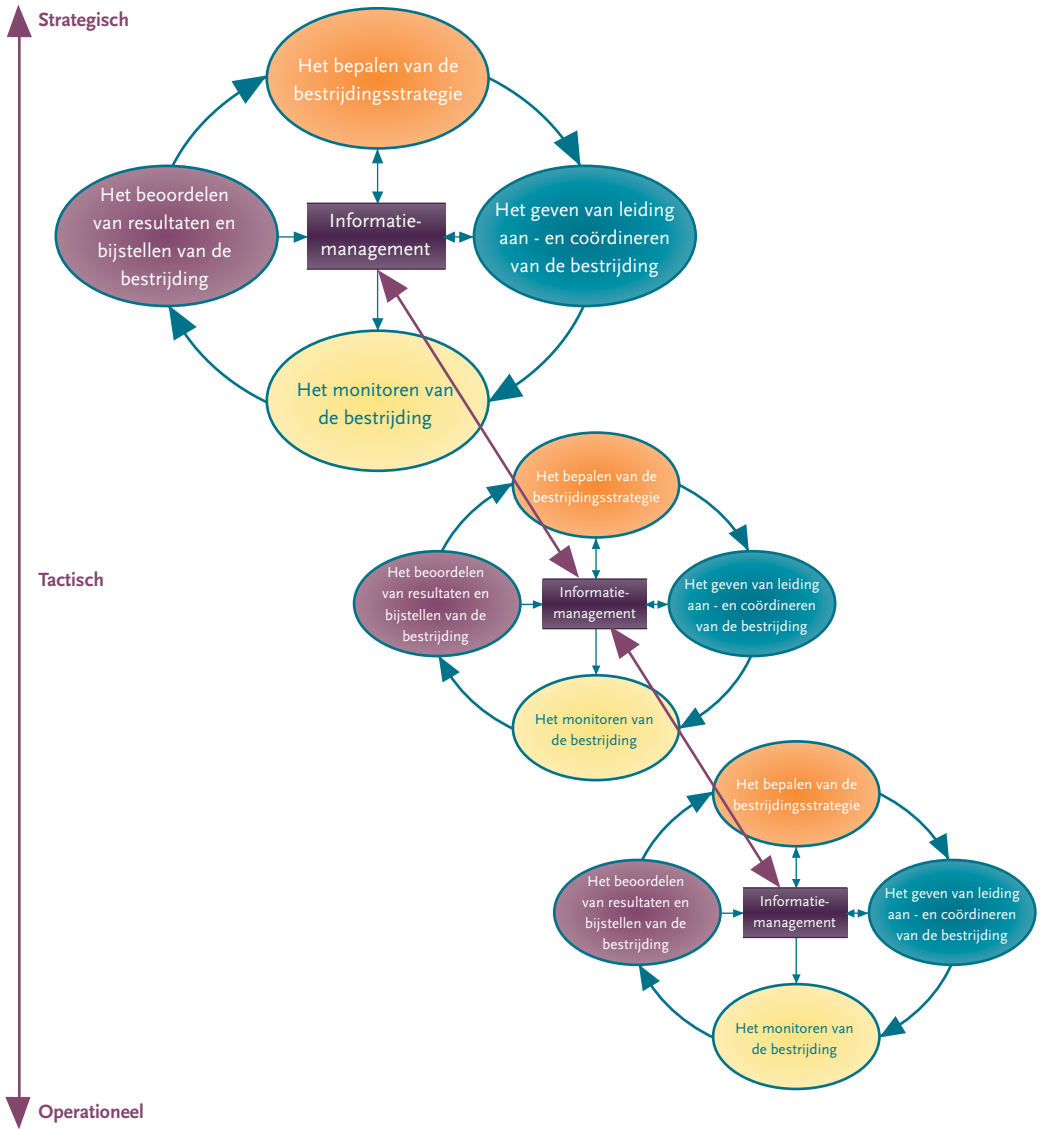 Strategisch
Het bepalen van de
bestrijdingsstrategie
Het beoordelen
van resultaten en
bijstellen van de
bestrijding
Informatie-
management
Het geven van leiding
aan - en coördineren
van de bestrijding
Het monitoren van
de bestrijding
Tactisch
Het bepalen van de
bestrijdingsstrategie
Het beoordelen
van resultaten en
bijstellen van de
bestrijding
Informatie-
management
Het geven van leiding
aan - en coördineren
van de bestrijding
Het monitoren van
de bestrijding
Het bepalen van de
bestrijdingsstrategie
Het beoordelen
van resultaten en
bijstellen van de
bestrijding
Informatie-
management
Het geven van leiding
aan - en coördineren
van de bestrijding
Het monitoren van
de bestrijding
Operationeel